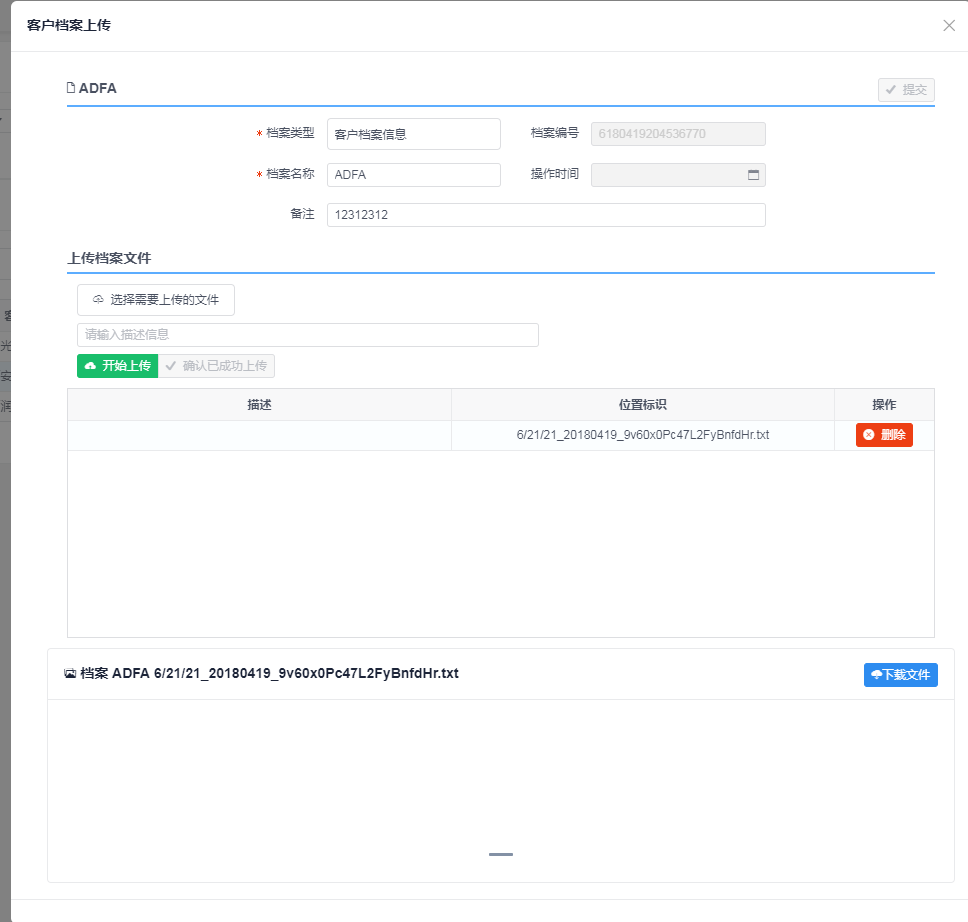 客户档案上传
ADFA
提交
* 档案类型 客户档案信息 档案编号 6180419204536770
* 档案名称 ADFA 操作时间
备注 12312312
上传档案文件
选择需要上传的文件
请输入描述信息
开始上传 确认已成功上传
描述 位置标识 操作
6/21/21_20180419_9v60x0Pc47L2FyBnfdHr.txt 删除
档案 ADFA 6/21/21_20180419_9v60x0Pc47L2FyBnfdHr.txt 下载文件
光
安
润